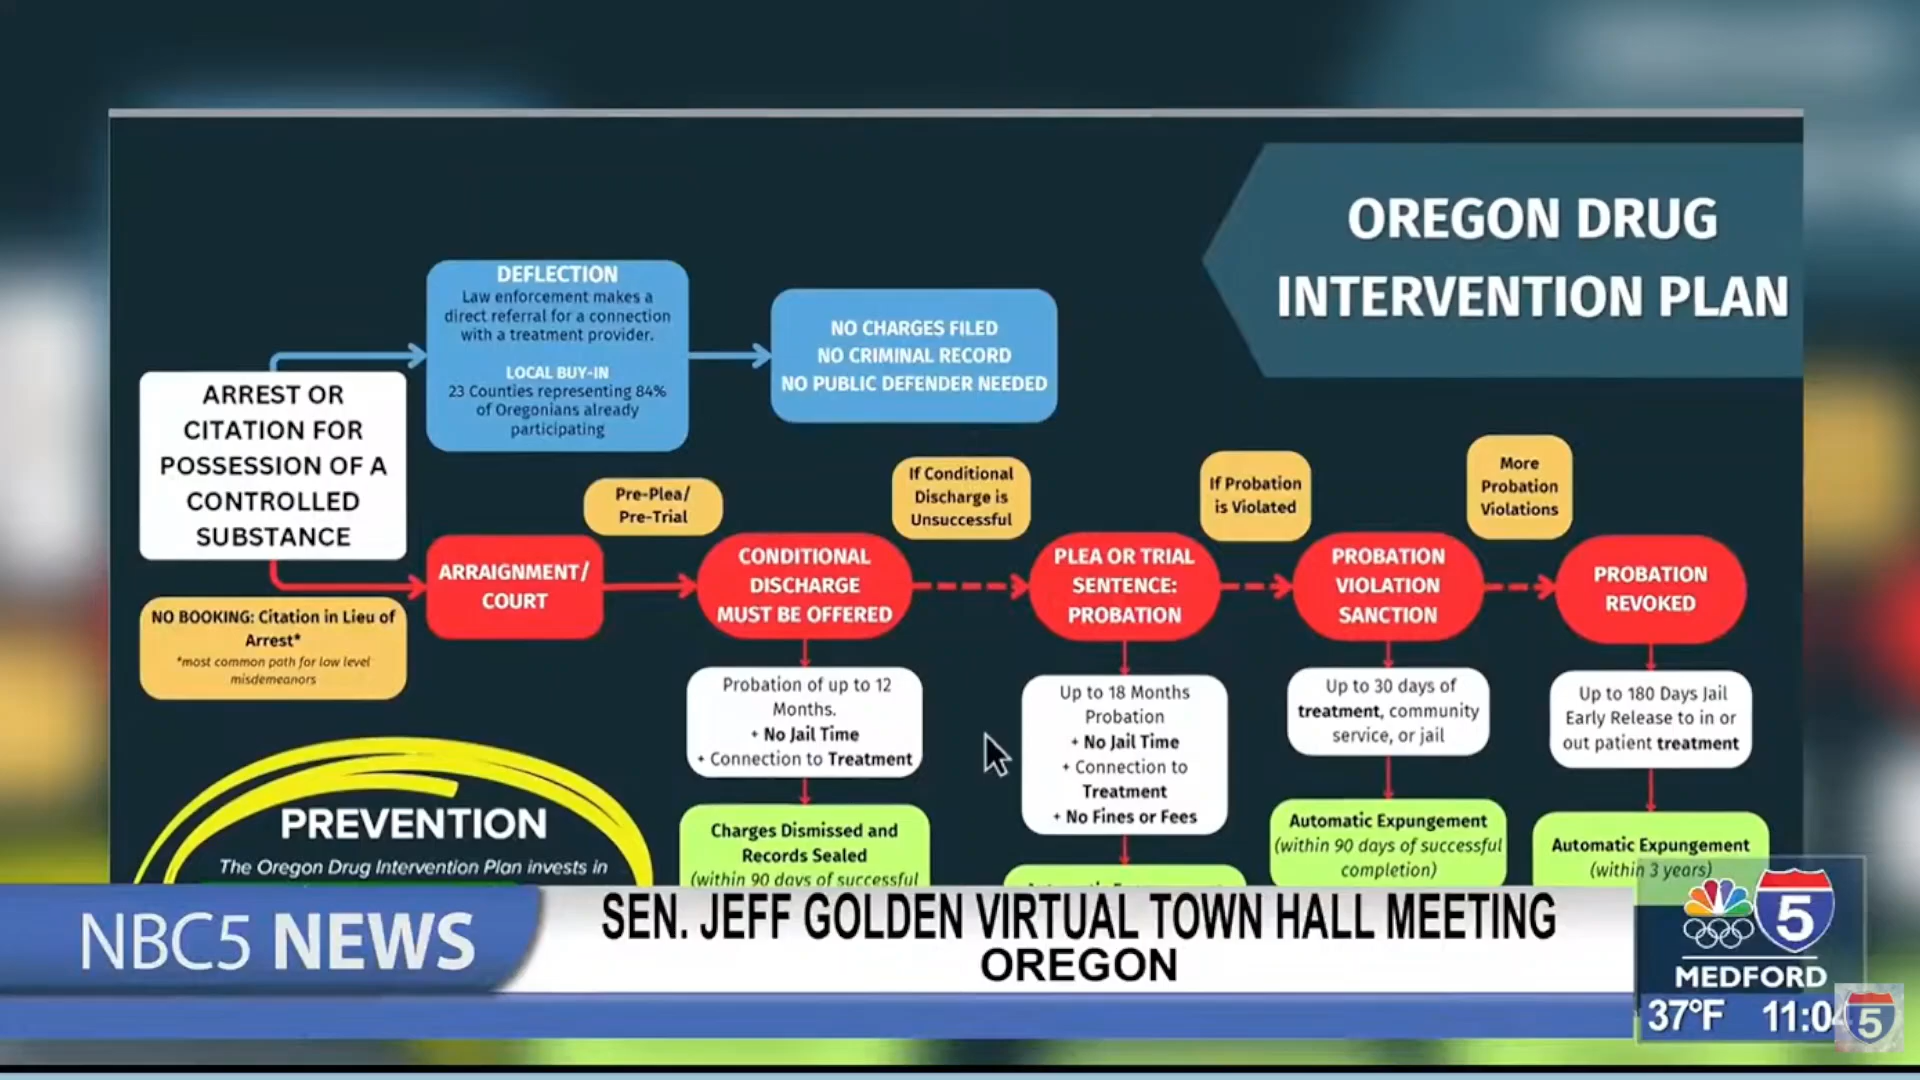 OREGON DRUG
INTERVENTION PLAN
DEFLECTION
Law enforcement makes a
direct referral for a connection
with a treatment provider.
LOCAL BUY-IN
23 Counties representing 84%
of Oregonians already
participating
NO CHARGES FILED
NO CRIMINAL RECORD
NO PUBLIC DEFENDER NEEDED
ARREST OR
CITATION FOR
POSSESSION OF A
CONTROLLED
SUBSTANCE
Pre-Plea/
Pre-Trial
If Conditional
Discharge is
Unsuccessful
If Probation
is Violated
More
Probation
Violations
ARRAIGNMENT/
COURT
CONDITIONAL
DISCHARGE
MUST BE OFFERED
PLEA OR TRIAL
SENTENCE:
PROBATION
PROBATION
VIOLATION
SANCTION
PROBATION
REVOKED
NO BOOKING: Citation in Lieu of
Arrest*
*most common path for low level
misdemeanors
Probation of up to 12
Months.
+ No Jail Time
+ Connection to Treatment
Up to 18 Months
Probation
+ No Jail Time
+ Connection to
Treatment
+ No Fines or Fees
Up to 30 days of
treatment, community
service, or jail
Up to 180 Days Jail
Early Release to in or
out patient treatment
PREVENTION
The Oregon Drug Intervention Plan invests in
Charges Dismissed and
Records Sealed
(within 90 days of successful
Automatic Expungement
(within 90 days of successful
completion)
Automatic Expungement
(within 3 years)
NBC5 NEWS
SEN. JEFF GOLDEN VIRTUAL TOWN HALL MEETING
OREGON
5
MEDFORD
37°F 11:04
5